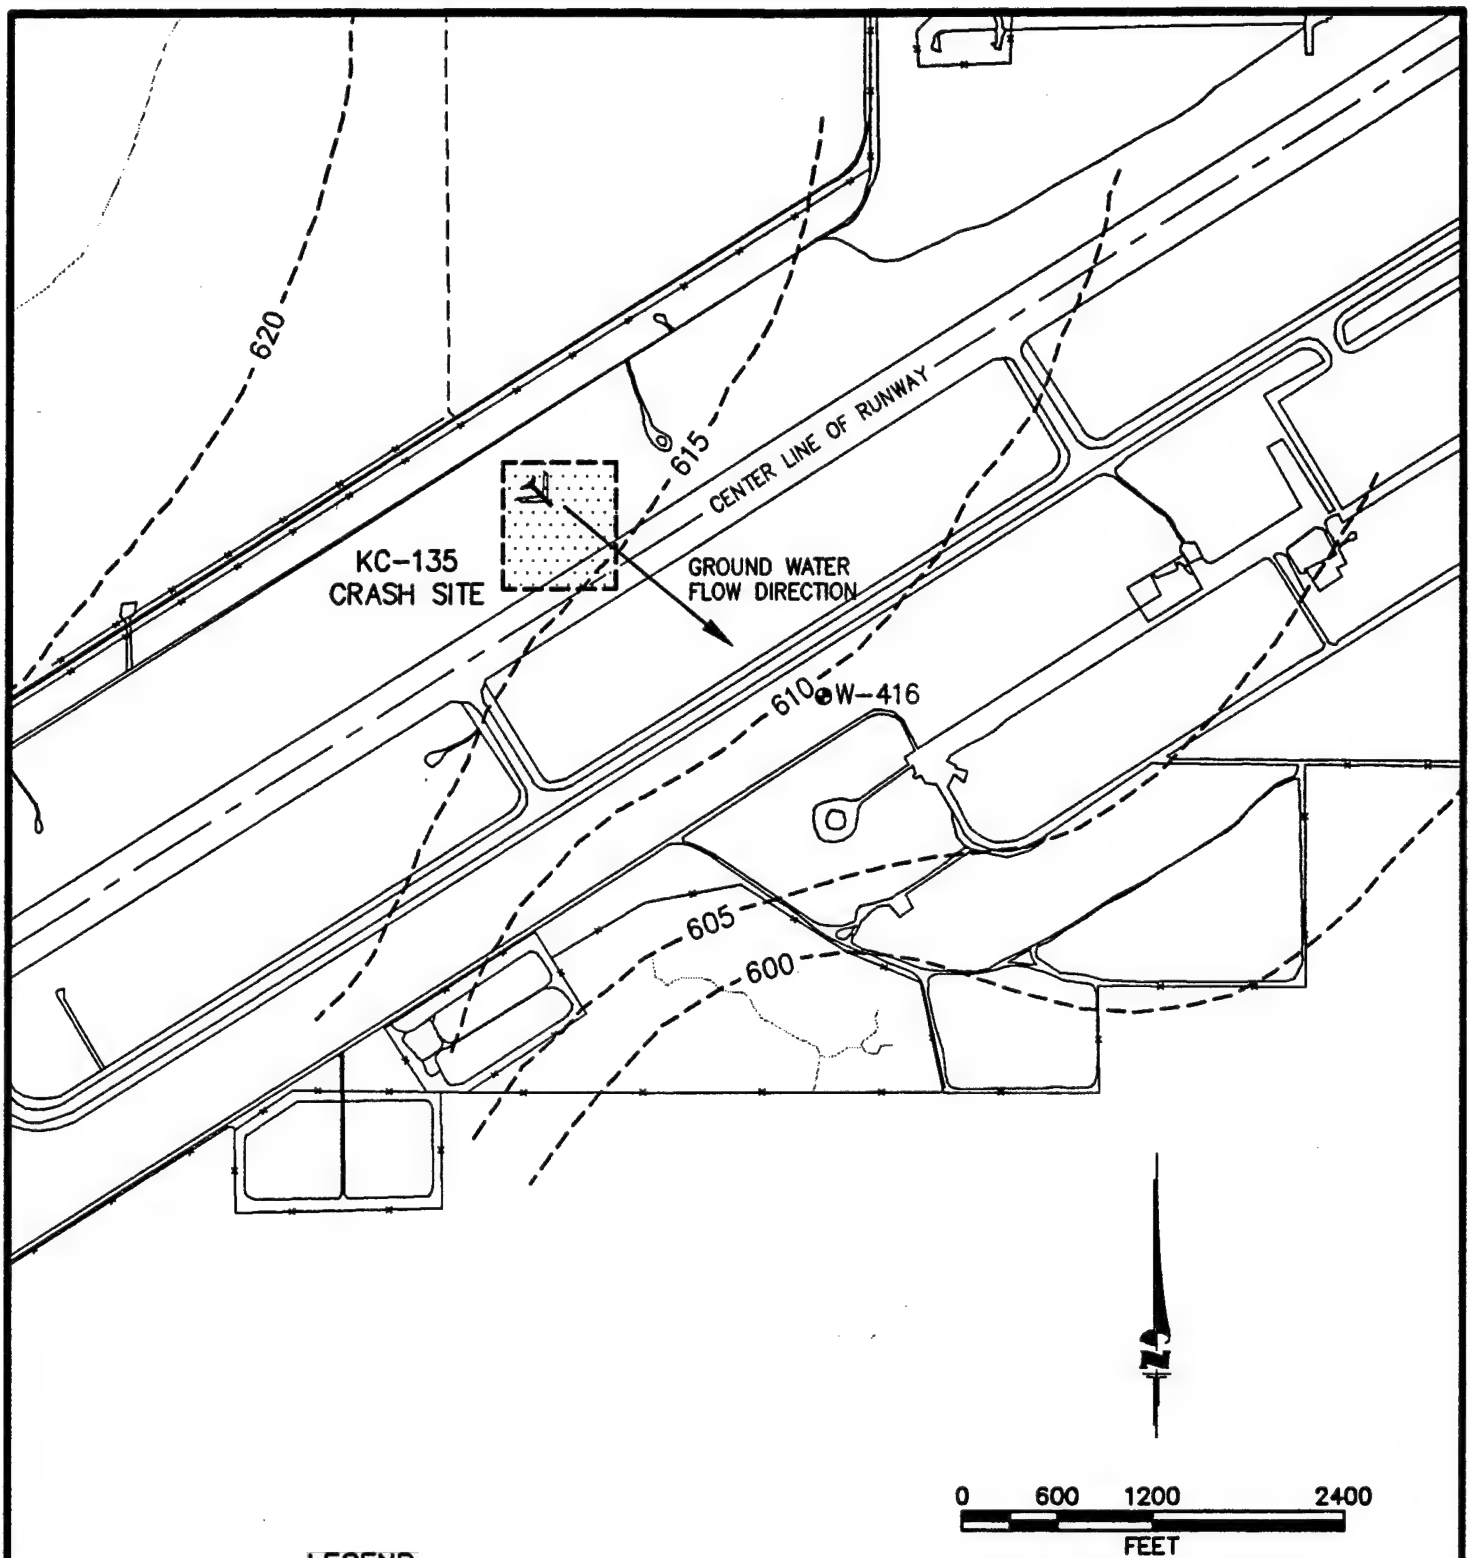 620
615
CENTER LINE OF RUNWAY
KC-135
CRASH SITE
GROUND WATER
FLOW DIRECTION
610
W-416
605
600
N
0 600 1200 2400
FEET
LEGEND